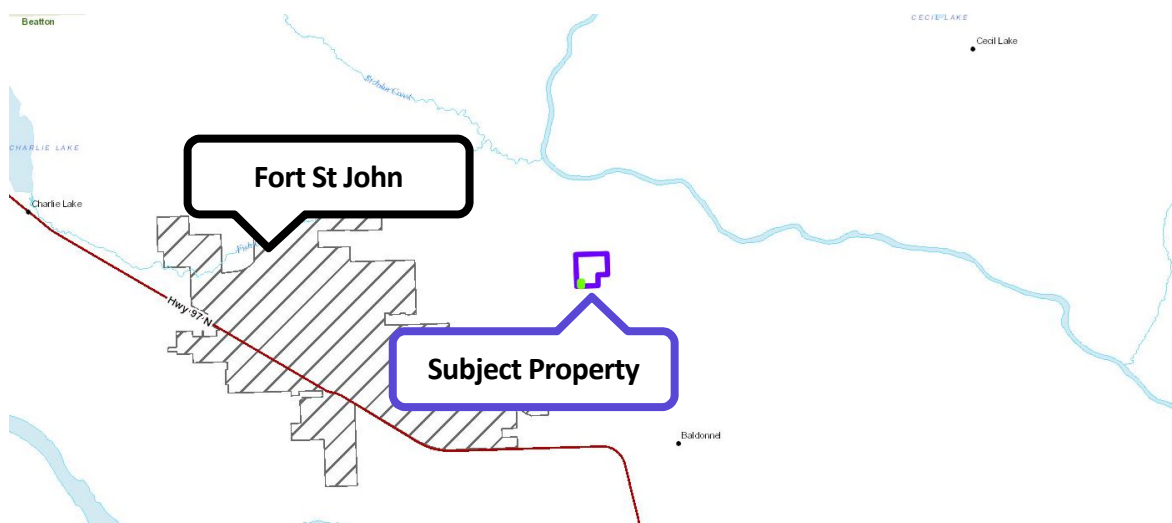 Beatton
CECIL LAKE
Cecil Lake
CHARLIE LAKE
Fort St John
Charlie Lake
Hwy 97 N
Subject Property
Baldonnel